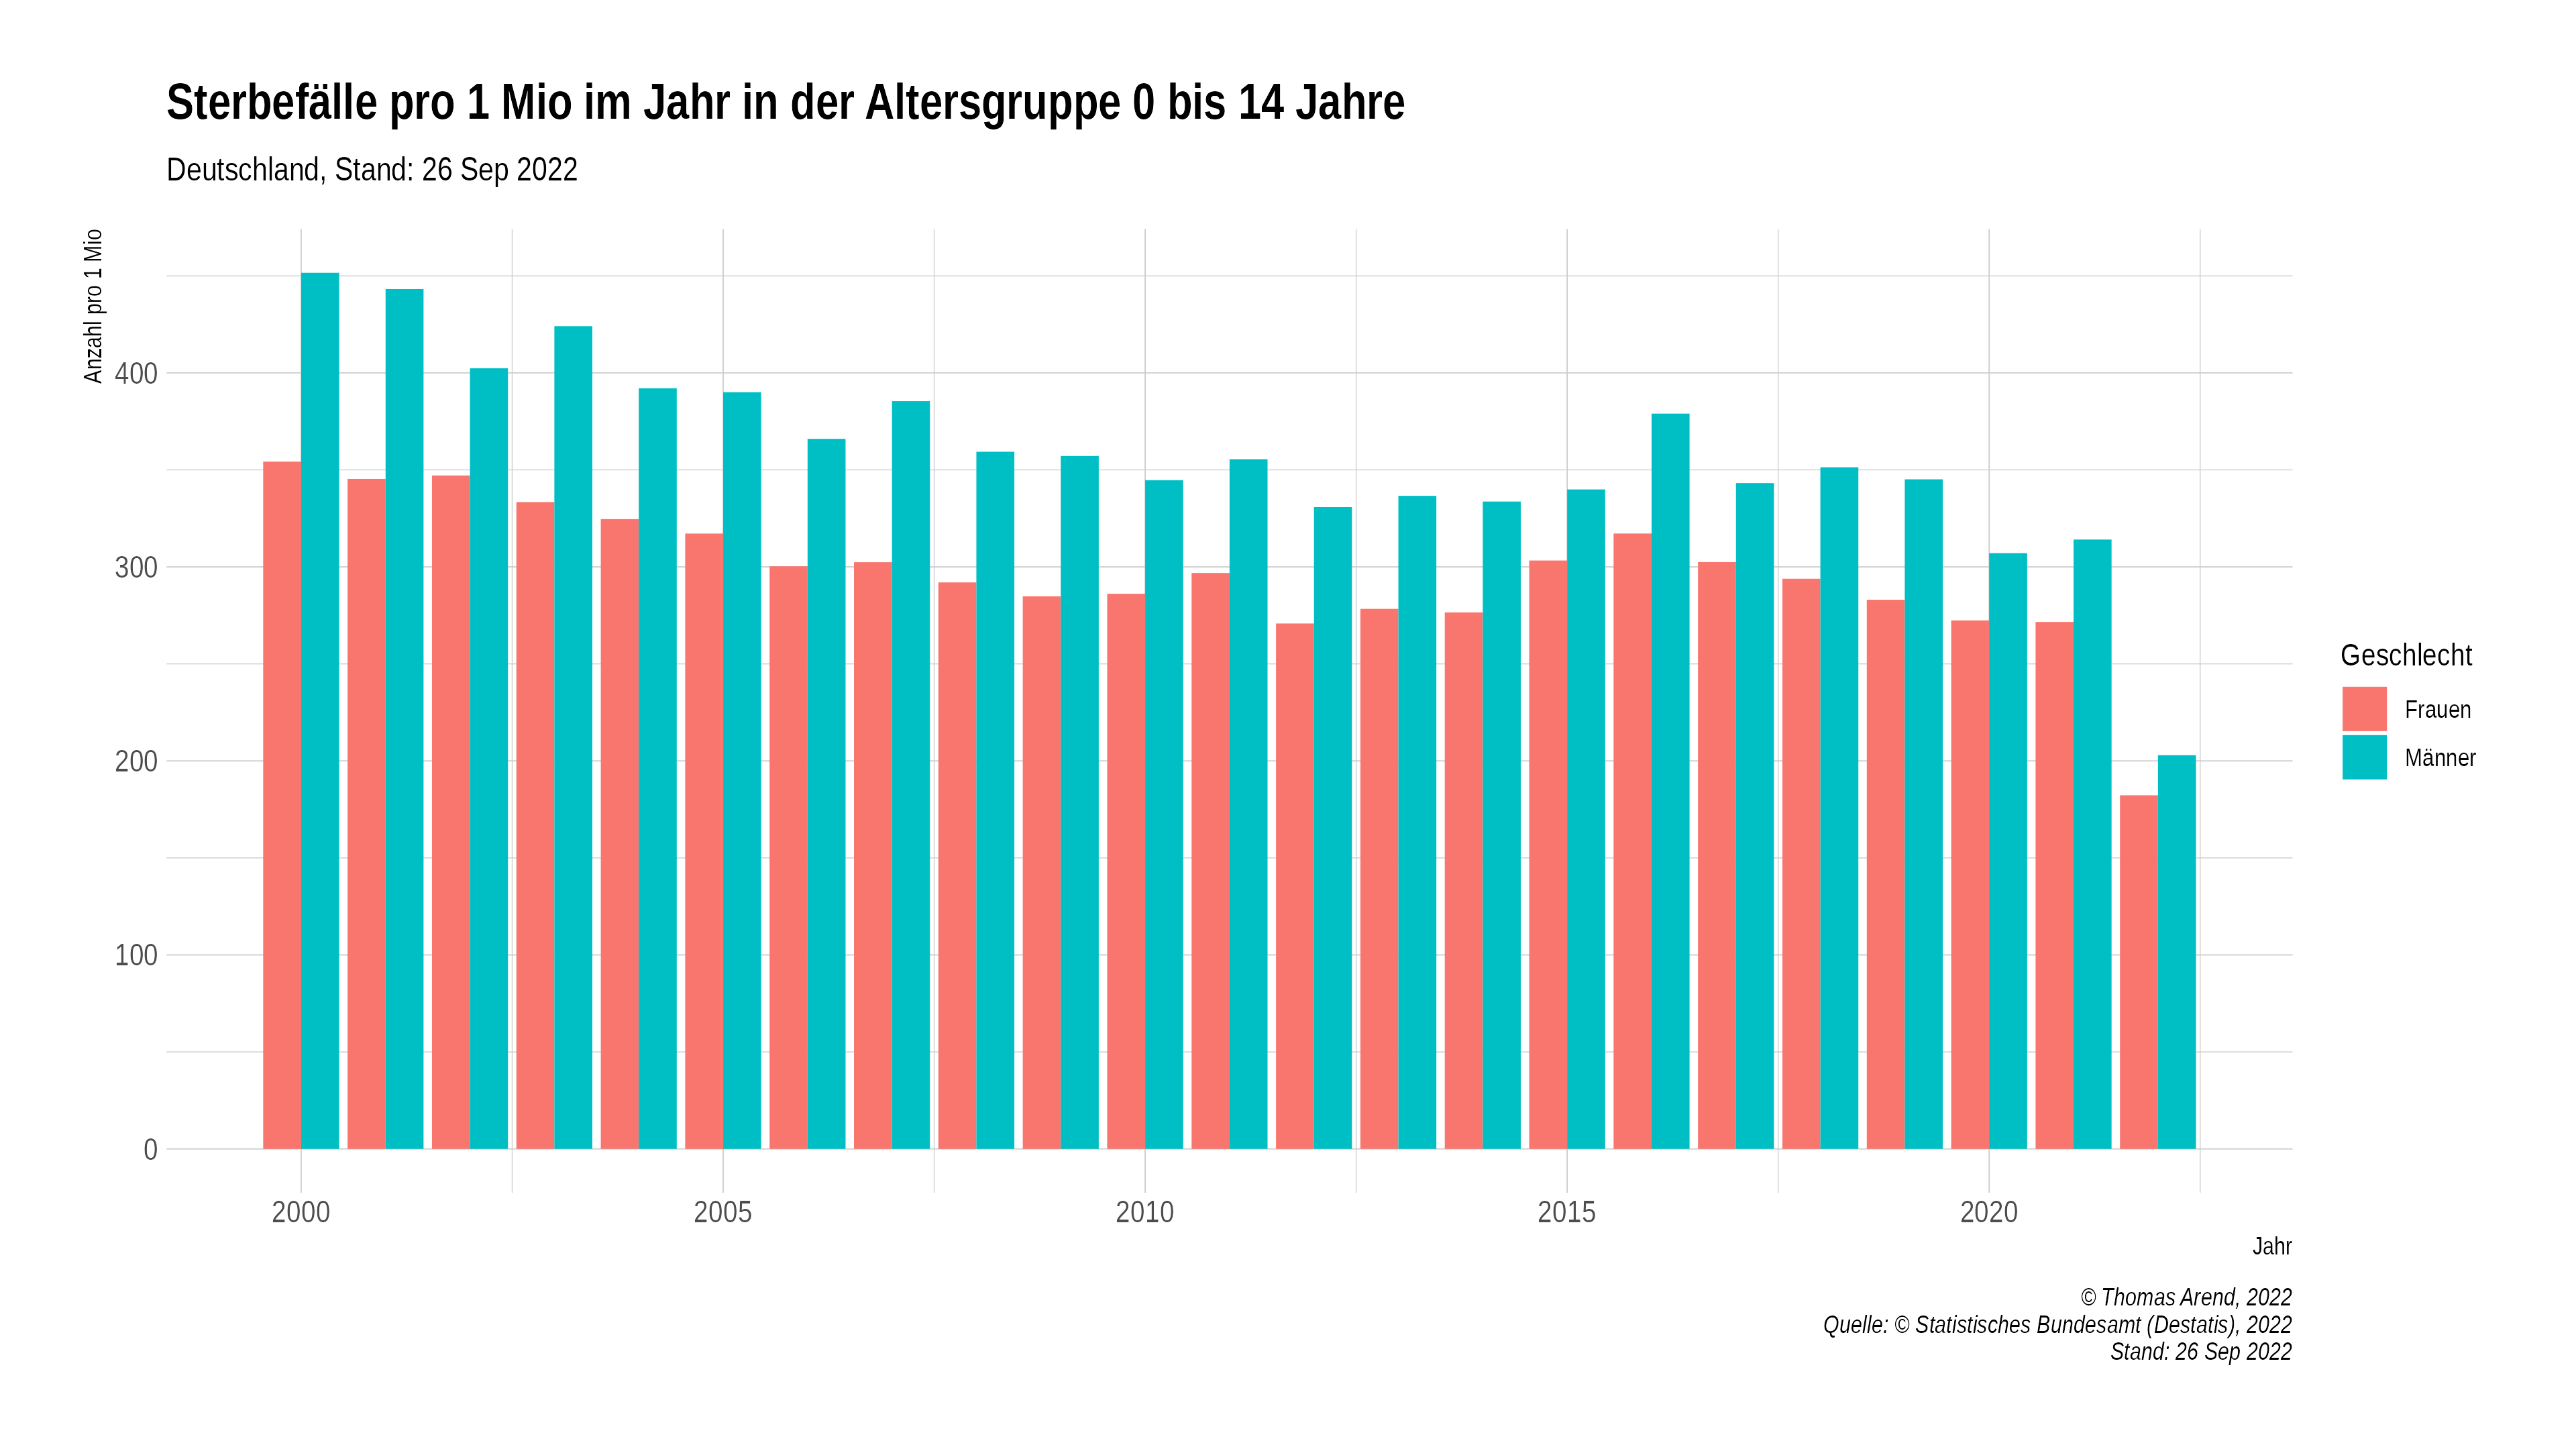 Sterbefälle pro 1 Mio im Jahr in der Altersgruppe 0 bis 14 Jahre
Deutschland, Stand: 26 Sep 2022
Anzahl pro 1 Mio
400
300
200
100
0
2000
2005
2010
2015
2020
Jahr
Geschlecht
Frauen
Männer
© Thomas Arend, 2022
Quelle: © Statistisches Bundesamt (Destatis), 2022
Stand: 26 Sep 2022